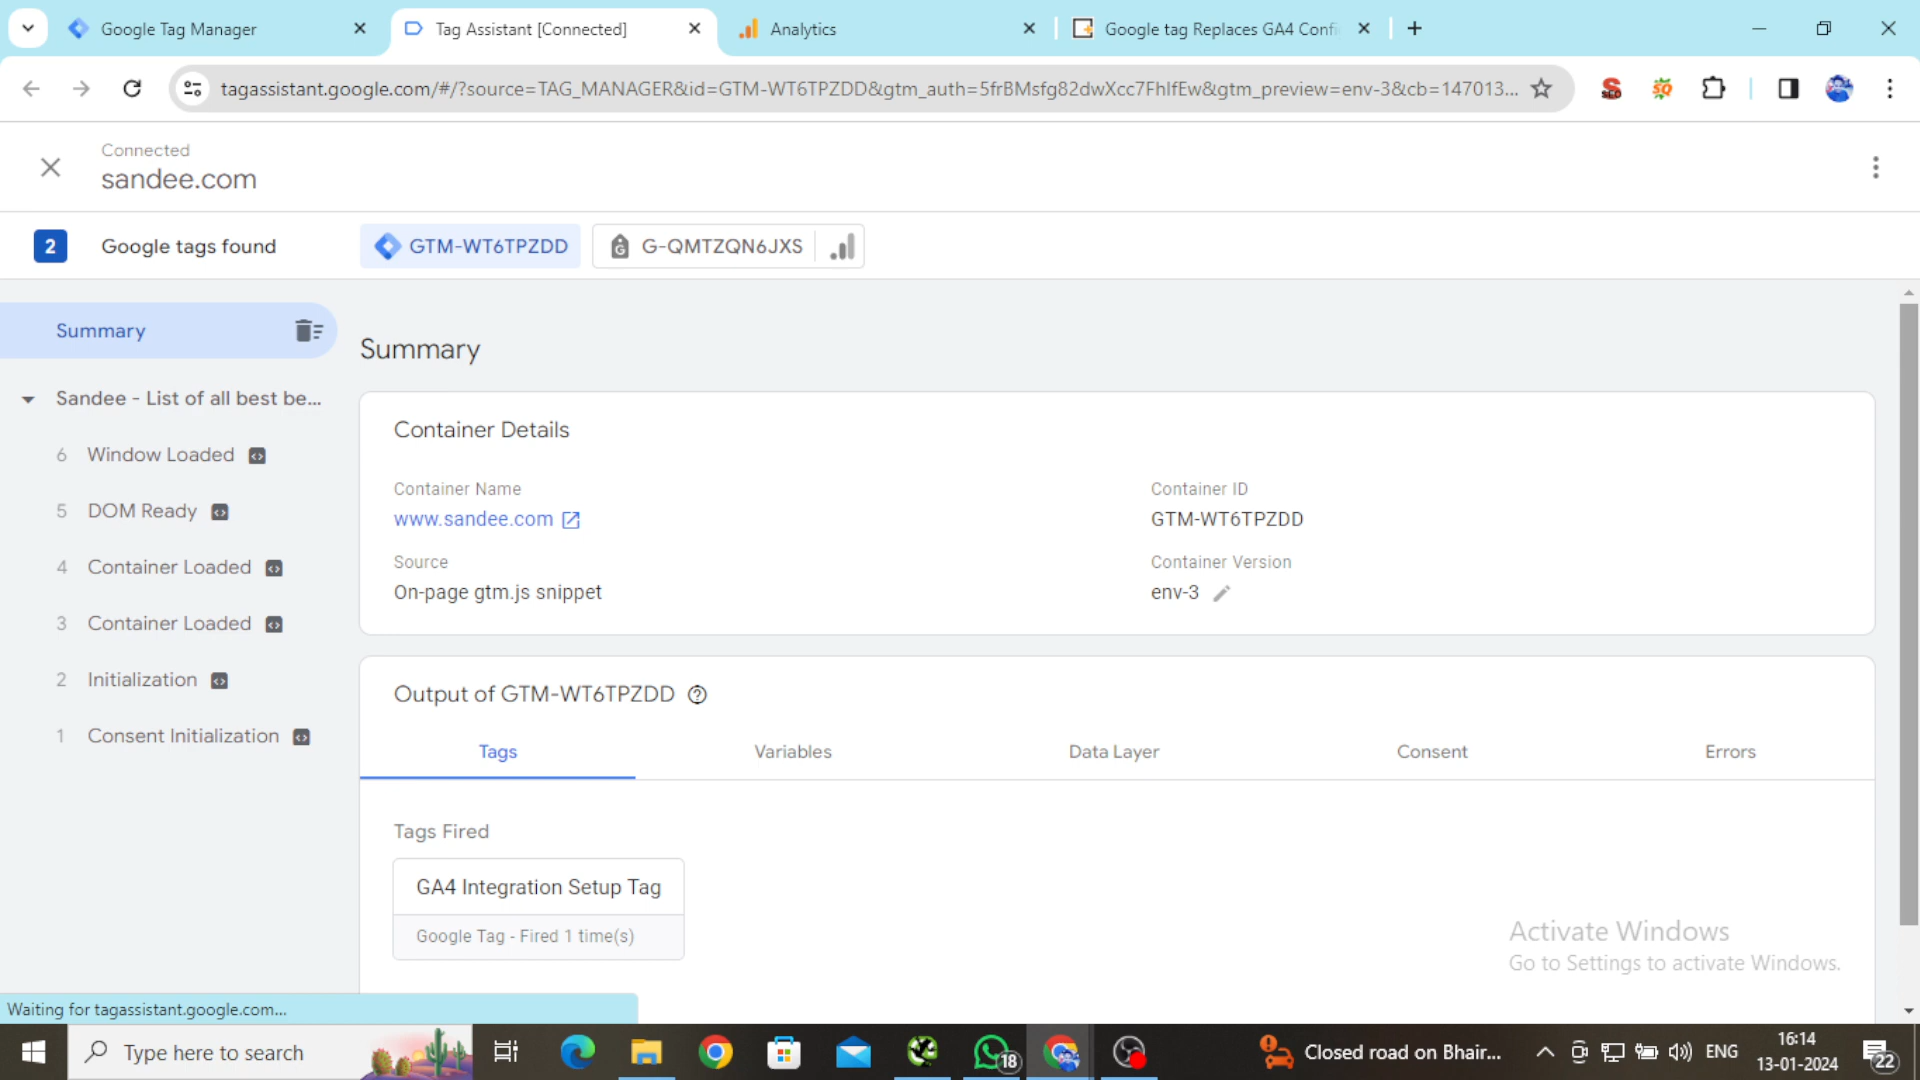 Google Tag Manager
Tag Assistant [Connected]
Analytics
Google tag Replaces GA4 Confi
tagassistant.google.com/#/?source=TAG_MANAGER&id=GTM-WT6TPZDD&gtm_auth=5frBMsfg82dwXcc7FhIfEw&gtm_preview=env-3&cb=147013...
Connected
sandee.com
2 Google tags found
GTM-WT6TPZDD
G-QMTZQN6JXS
Summary
Sandee - List of all best be...
6 Window Loaded
5 DOM Ready
4 Container Loaded
3 Container Loaded
2 Initialization
1 Consent Initialization
Summary
Container Details
Container Name
www.sandee.com
Container ID
GTM-WT6TPZDD
Source
On-page gtm.js snippet
Container Version
env-3
Output of GTM-WT6TPZDD
Tags
Variables
Data Layer
Consent
Errors
Tags Fired
GA4 Integration Setup Tag
Google Tag - Fired 1 time(s)
Activate Windows
Go to Settings to activate Windows.
Waiting for tagassistant.google.com...
Type here to search
18
Closed road on Bhair...
ENG
16:14
13-01-2024
22